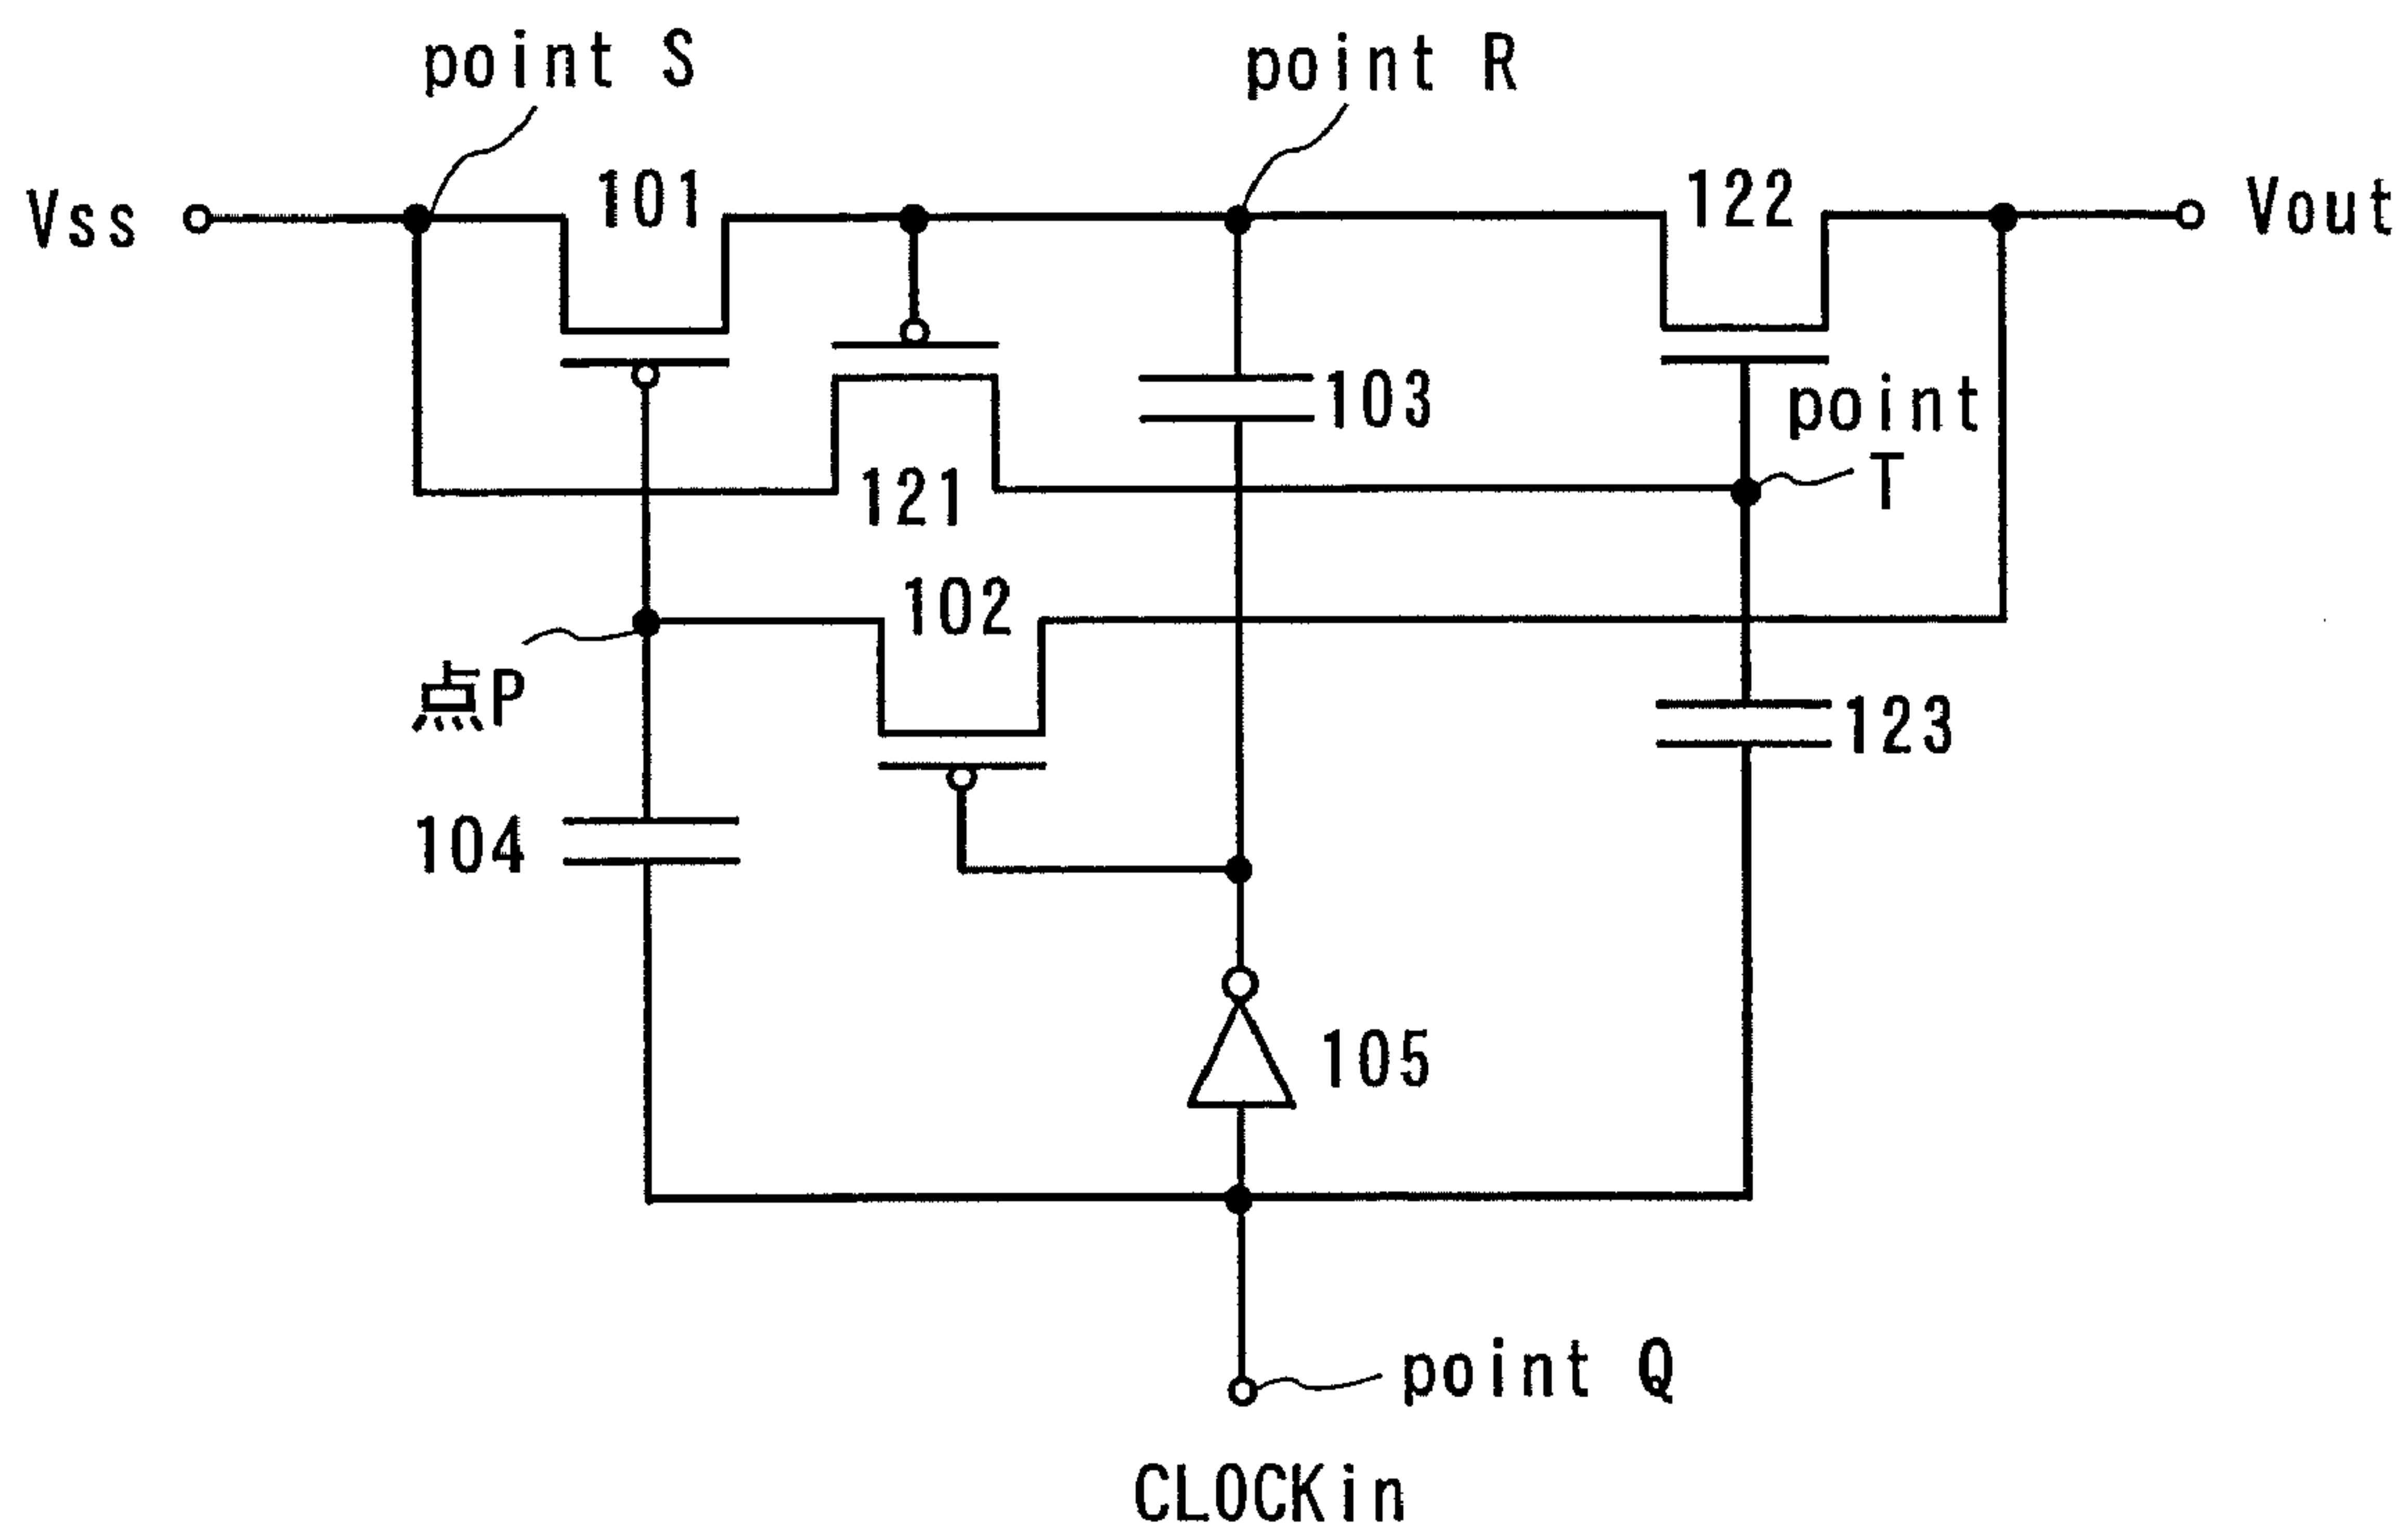 point S
point R
Vss
101
122
Vout
103
point
T
121
102
点P
123
104
105
point Q
CLOCKin